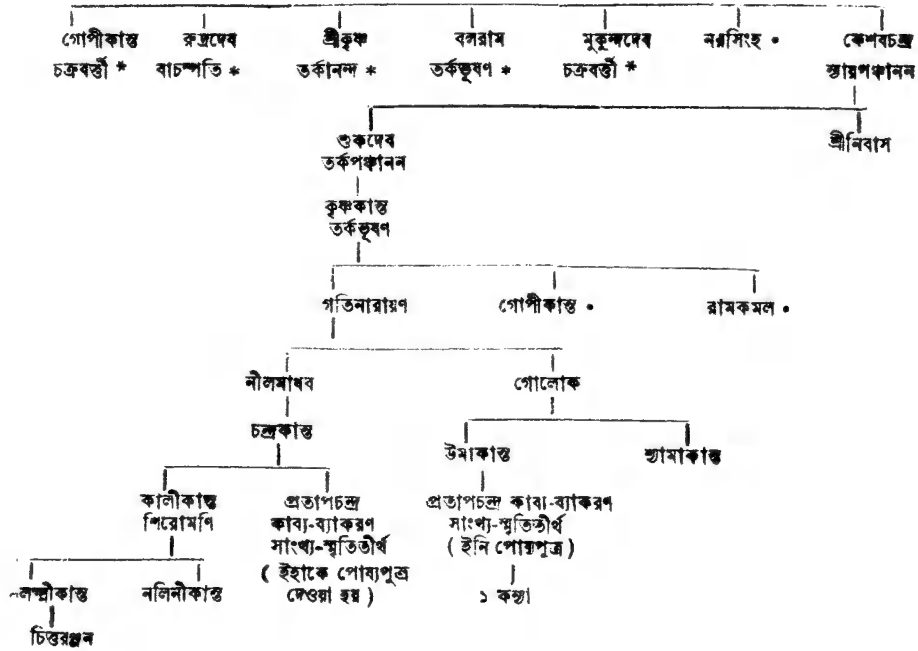 গোপীকান্ত রুদ্রদেব শ্রীকৃষ্ণ বলরাম মুকুন্দদেব নরসিংহ • কেশবচন্দ্র
চক্রবর্ত্তী * বাচস্পতি * তর্কানন্দ * তর্কভূষণ * চক্রবর্ত্তী * ন্যায়পঞ্চানন
শুকদেব শ্রীনিবাস
তর্কপঞ্চানন
কৃষ্ণকান্ত
তর্কভূষণ
গতিনারায়ণ গোপীকান্ত • রামকমল •
নীলমাধব গোলোক
চন্দ্রকান্ত
উমাকান্ত শ্যামাকান্ত
কালীকান্ত প্রতাপচন্দ্র প্রতাপচন্দ্র কাব্য-ব্যাকরণ
শিরোমণি কাব্য-ব্যাকরণ সাংখ্য-স্মৃতিতীর্থ
সাংখ্য-স্মৃতিতীর্থ ( ইনি পোষ্যপুত্র )
( ইহাকে পোষ্যপুত্র
দেওয়া হয় )
নলিনীকান্ত ১ কন্যা
চিত্তরঞ্জন